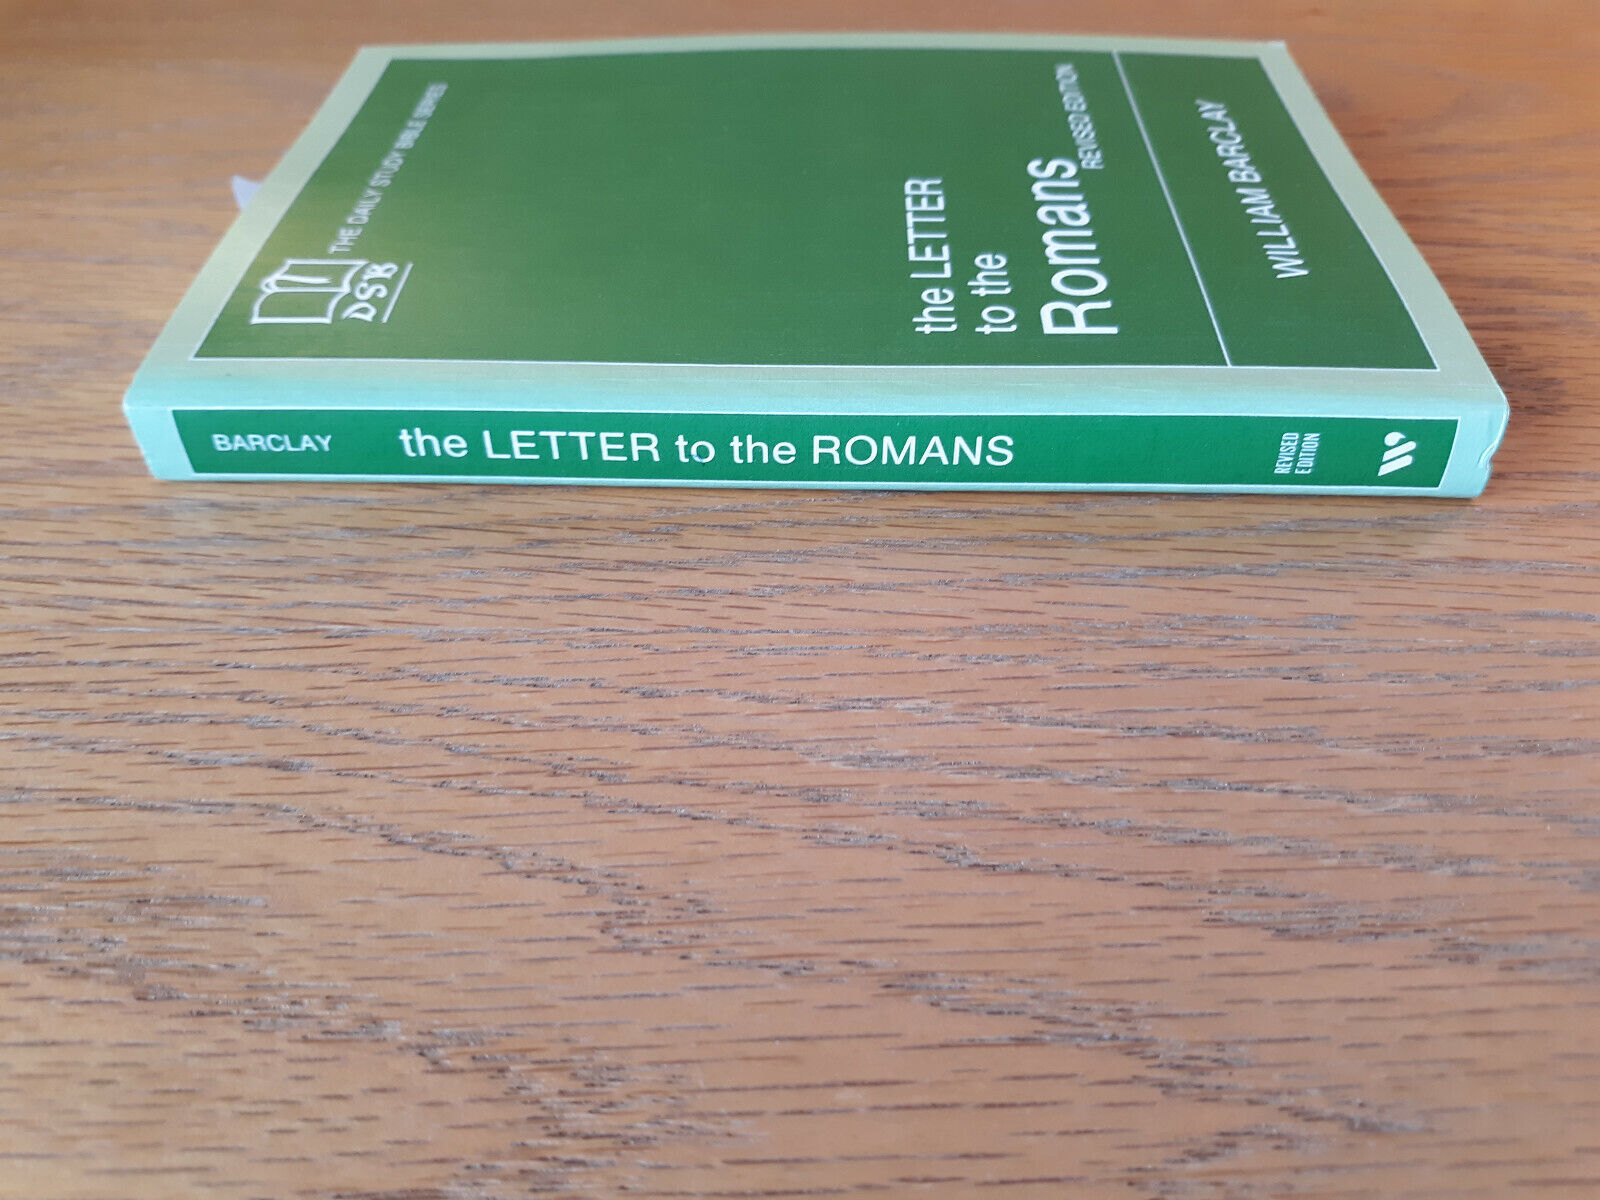 DSB
THE DAILY STUDY BIBLE SERIES
the LETTER
to the
Romans
REVISED EDITION
WILLIAM BARCLAY
BARCLAY
the LETTER to the ROMANS
REVISED
EDITION